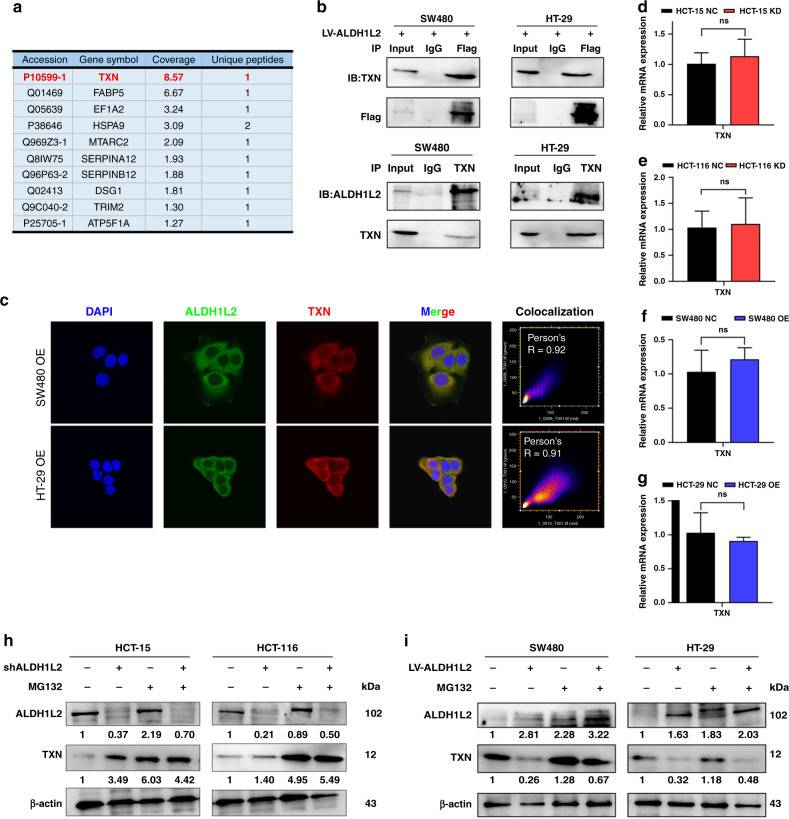 a
Accession Gene symbol Coverage Unique peptides
P10599-1 TXN 8.57 1
Q01469 FABP5 6.67 1
Q05639 EF1A2 3.24 1
P38646 HSPA9 3.09 2
Q969Z3-1 MTARC2 2.09 1
Q8IW75 SERPINA12 1.93 1
Q96P63-2 SERPINB12 1.88 1
Q02413 DSG1 1.81 1
Q9C040-2 TRIM2 1.30 1
P25705-1 ATP5F1A 1.27 1
b
SW480 HT-29
LV-ALDH1L2 + + + + + +
IP Input IgG Flag Input IgG Flag
IB:TXN
Flag
SW480 HT-29
IP Input IgG TXN Input IgG TXN
IB:ALDH1L2
TXN
c
DAPI ALDH1L2 TXN Merge Colocalization
SW480 OE
Person's
R = 0.92
HT-29 OE
Person's
R = 0.91
d
HCT-15 NC HCT-15 KD
Relative mRNA expression
ns
1.5
1.0
0.5
0.0
TXN
e
HCT-116 NC HCT-116 KD
Relative mRNA expression
ns
2.0
1.5
1.0
0.5
0.0
TXN
f
SW480 NC SW480 OE
Relative mRNA expression
ns
1.5
1.0
0.5
0.0
TXN
g
HCT-29 NC HCT-29 OE
Relative mRNA expression
ns
1.5
1.0
0.5
0.0
TXN
h
HCT-15 HCT-116
shALDH1L2 − + − + − + − +
MG132 − − + + − − + + kDa
ALDH1L2 102
1 0.37 2.19 0.70 1 0.21 0.89 0.50
TXN 12
1 3.49 6.03 4.42 1 1.40 4.95 5.49
β-actin 43
i
SW480 HT-29
LV-ALDH1L2 − + − + − + − +
MG132 − − + + − − + + kDa
ALDH1L2 102
1 2.81 2.28 3.22 1 1.63 1.83 2.03
TXN 12
1 0.26 1.28 0.67 1 0.32 1.18 0.48
β-actin 43